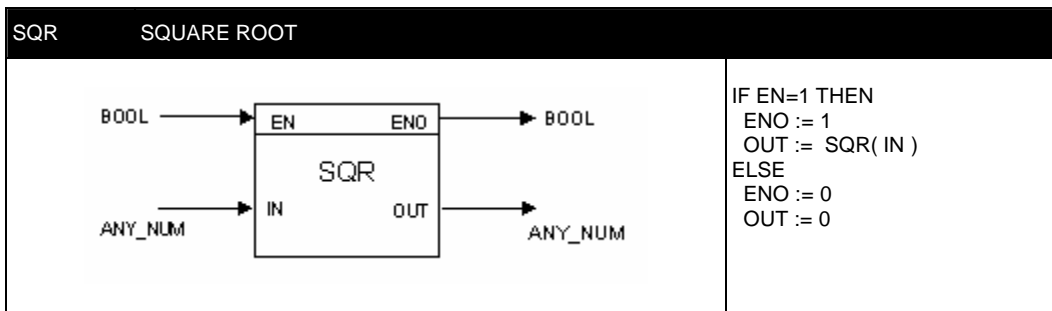 SQR SQUARE ROOT
BOOL EN ENO BOOL
SQR
ANY_NUM IN OUT ANY_NUM
IF EN=1 THEN
ENO := 1
OUT := SQR( IN )
ELSE
ENO := 0
OUT := 0